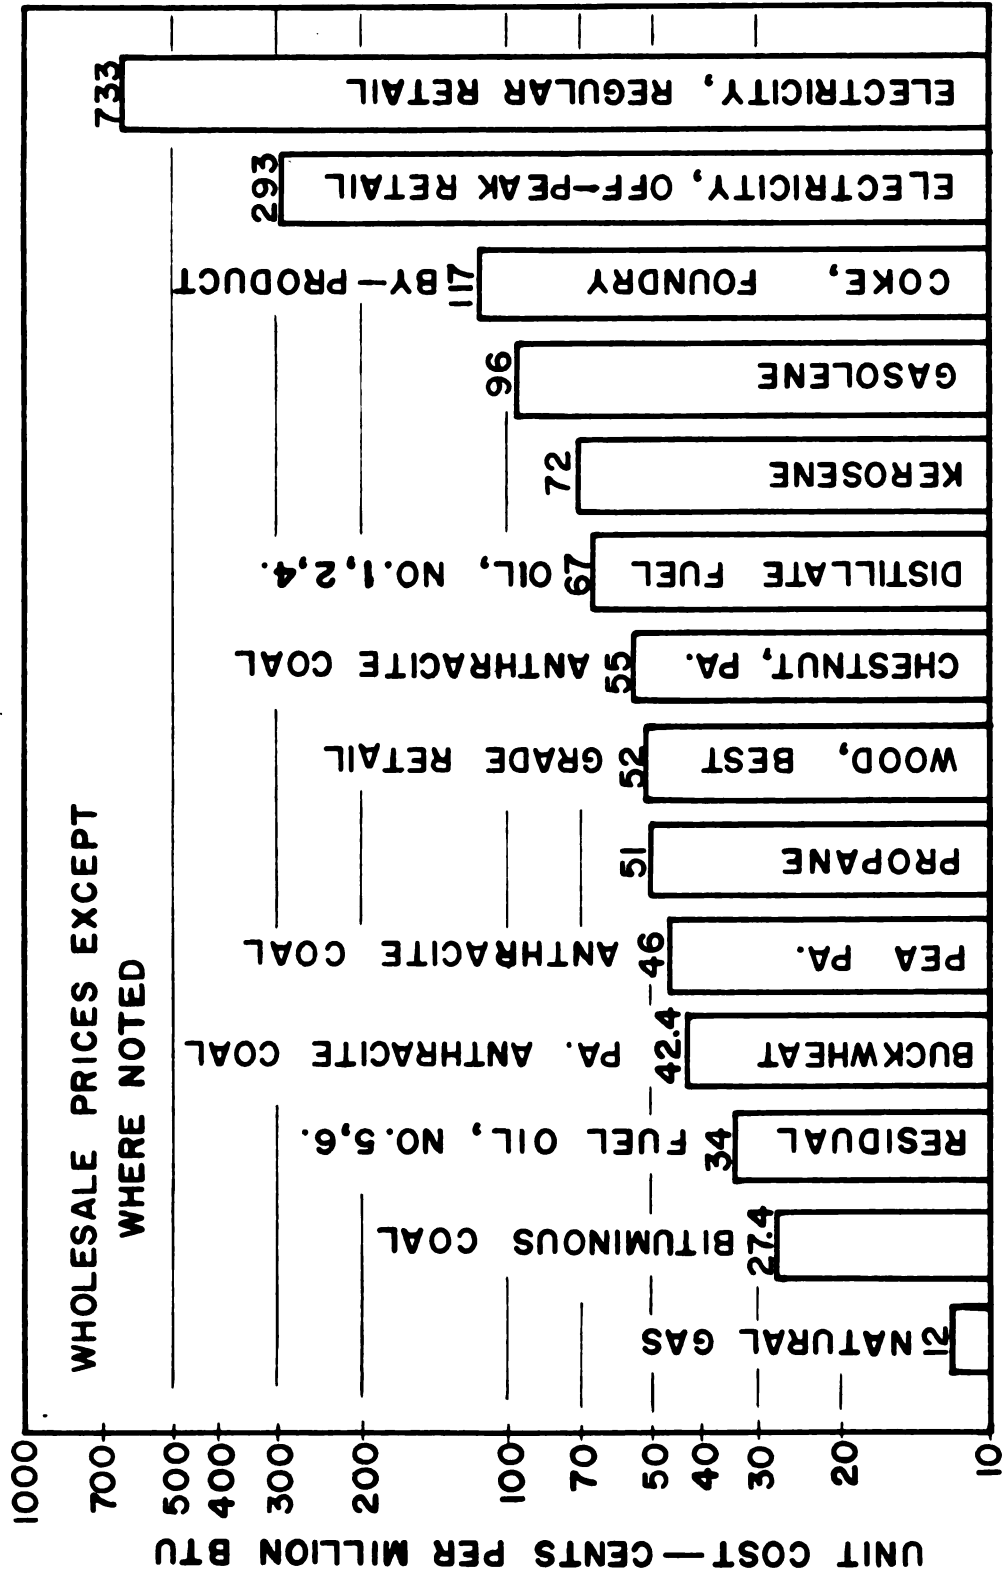 WHOLESALE PRICES EXCEPT
WHERE NOTED
UNIT COST—CENTS PER MILLION BTU
1000
700
500
400
300
200
100
70
50
40
30
20
10
12 NATURAL GAS
27.4 BITUMINOUS COAL
RESIDUAL 34 FUEL OIL, NO. 5,6.
BUCKWHEAT 42.4 PA. ANTHRACITE COAL
PEA PA. 46 ANTHRACITE COAL
PROPANE 51
WOOD, BEST 52 GRADE RETAIL
CHESTNUT, PA. 55 ANTHRACITE COAL
DISTILLATE FUEL 67 OIL, NO. 1,2,4.
KEROSENE 72
GASOLENE 96
COKE, FOUNDRY 117 BY-PRODUCT
ELECTRICITY, OFF-PEAK RETAIL 293
ELECTRICITY, REGULAR RETAIL 733